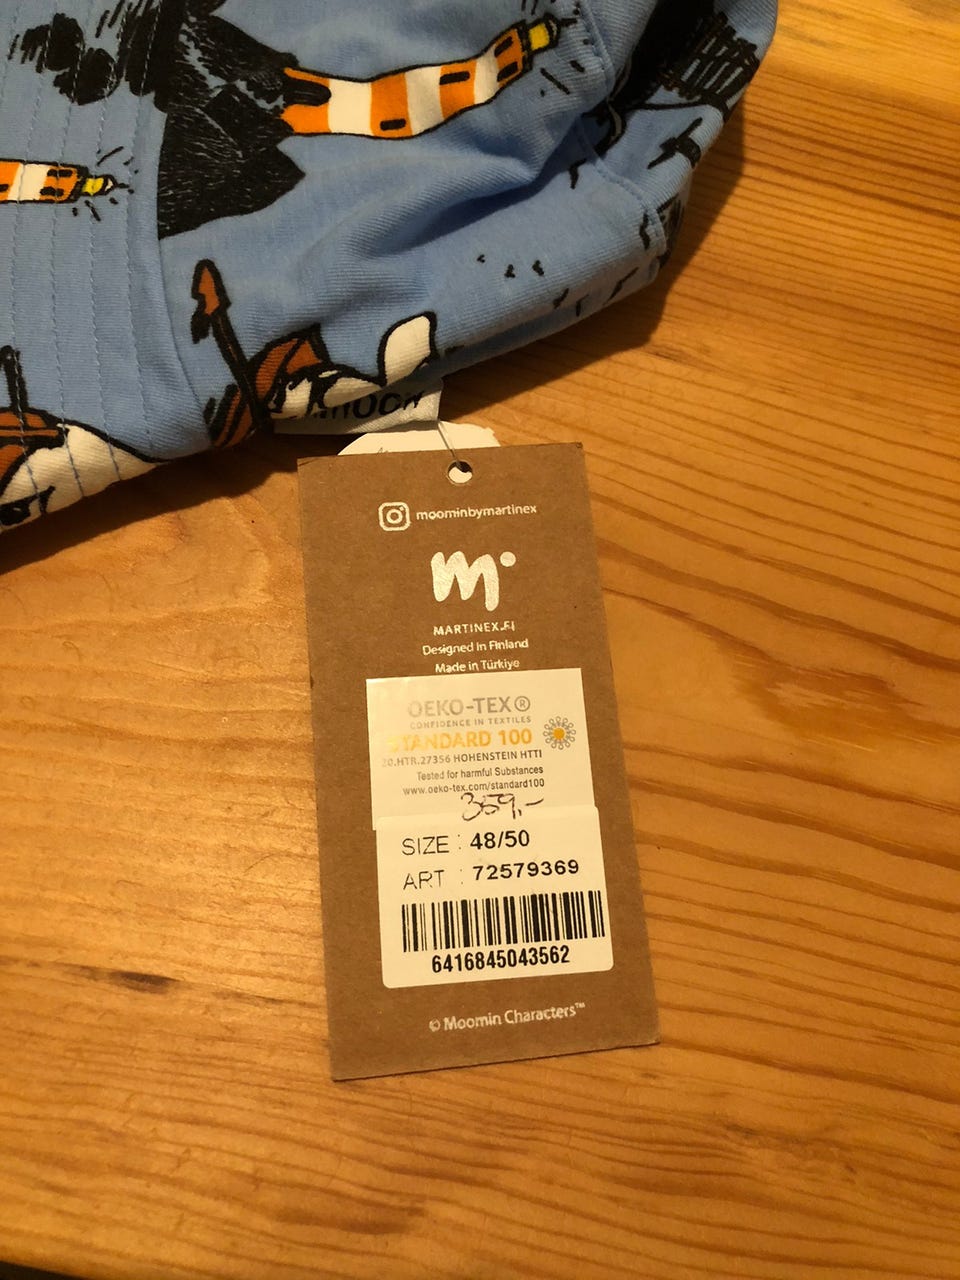 MOOMIN
moominbymartinex
m
MARTINEX.FI
Designed in Finland
Made in Türkiye
OEKO-TEX®
CONFIDENCE IN TEXTILES
STANDARD 100
20.HTR.27356 HOHENSTEIN HTTI
Tested for harmful Substances
www.oeko-tex.com/standard100
359,-
SIZE : 48/50
ART : 72579369
6416845043562
© Moomin Characters™